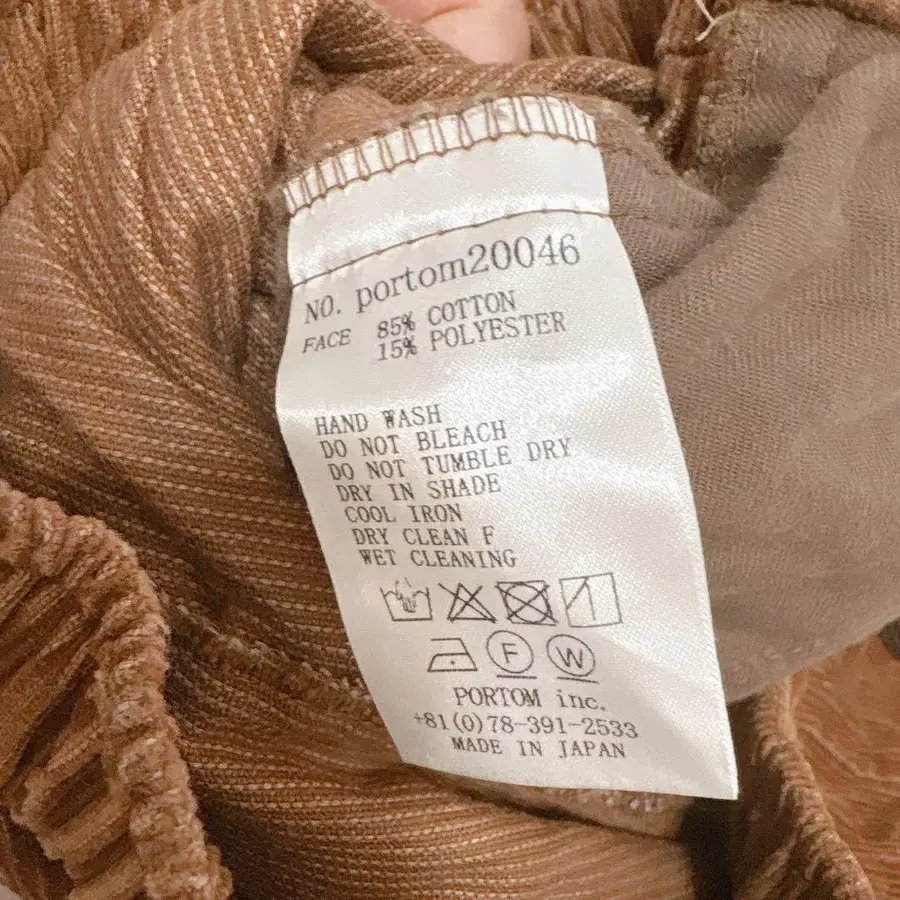 NO. portom20046
FACE 85% COTTON
15% POLYESTER
HAND WASH
DO NOT BLEACH
DO NOT TUMBLE DRY
DRY IN SHADE
COOL IRON
DRY CLEAN F
WET CLEANING
F W
PORTOM inc.
+81(0)78-391-2533
MADE IN JAPAN